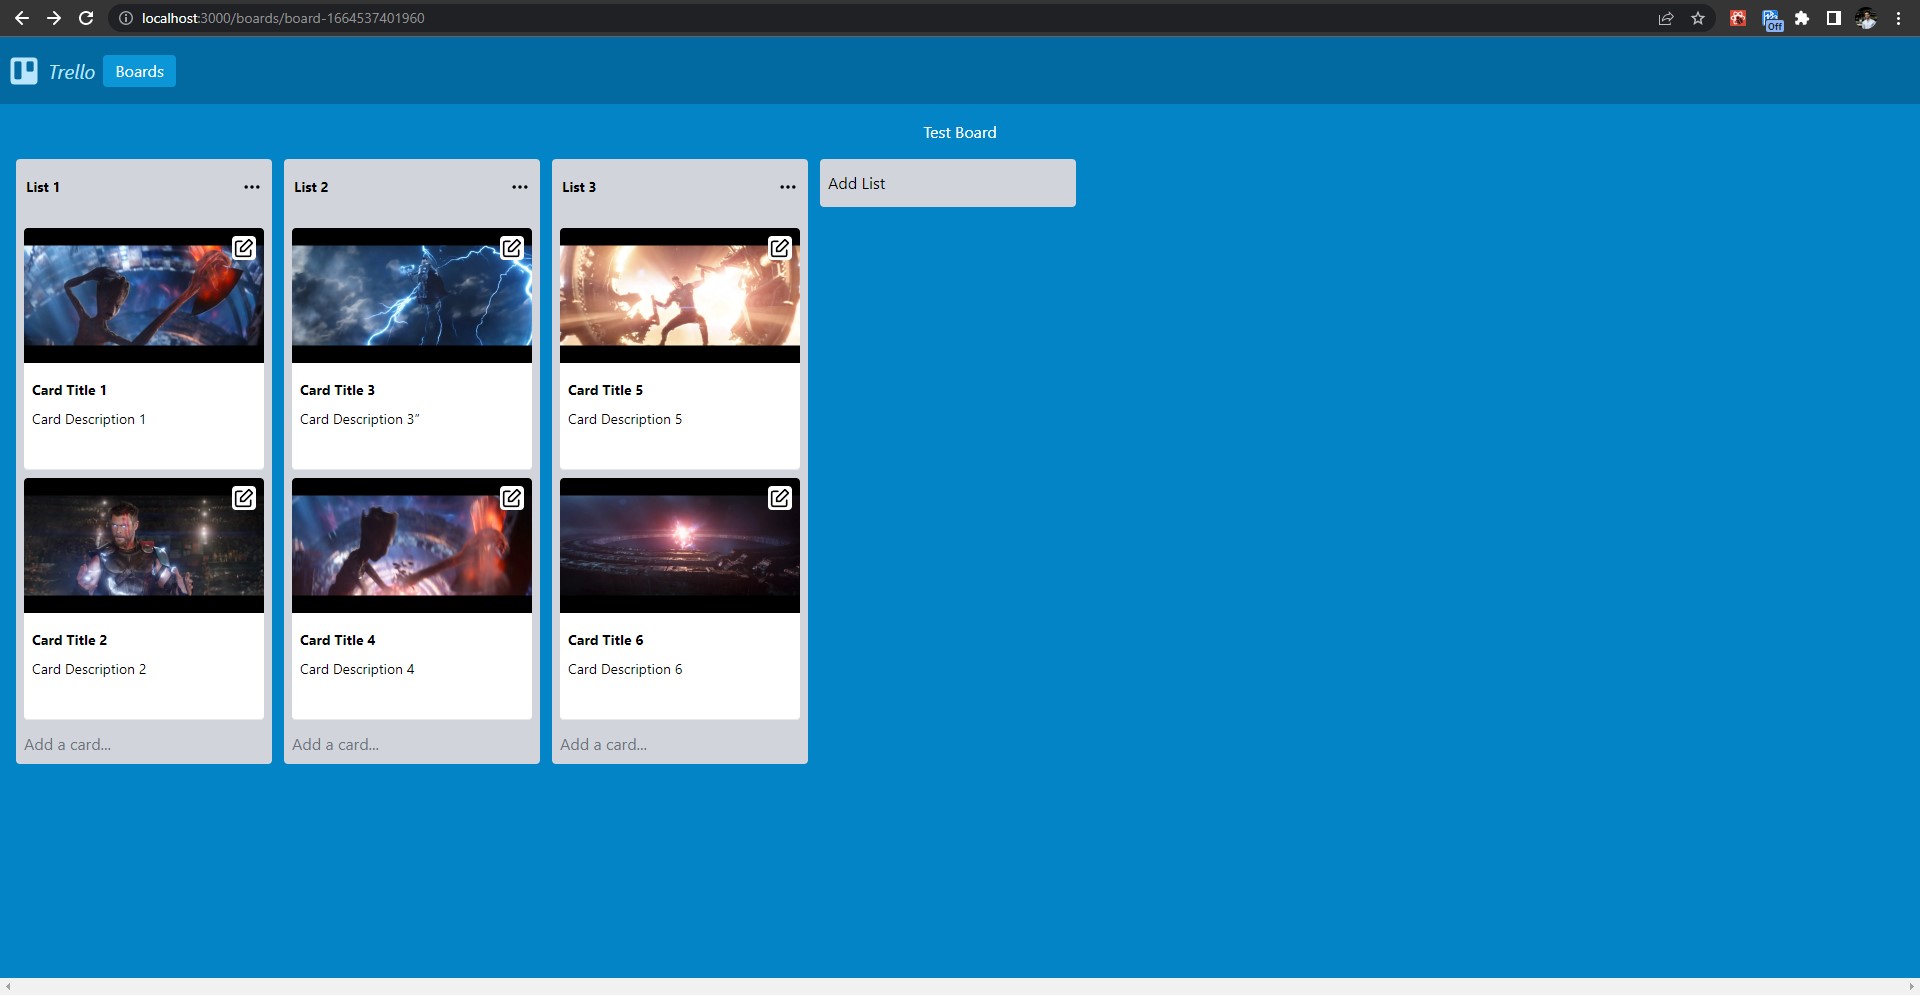 localhost:3000/boards/board-1664537401960
Off
Trello
Boards
Test Board
List 1
Card Title 1
Card Description 1
Card Title 2
Card Description 2
Add a card...
List 2
Card Title 3
Card Description 3"
Card Title 4
Card Description 4
Add a card...
List 3
Card Title 5
Card Description 5
Card Title 6
Card Description 6
Add a card...
Add List